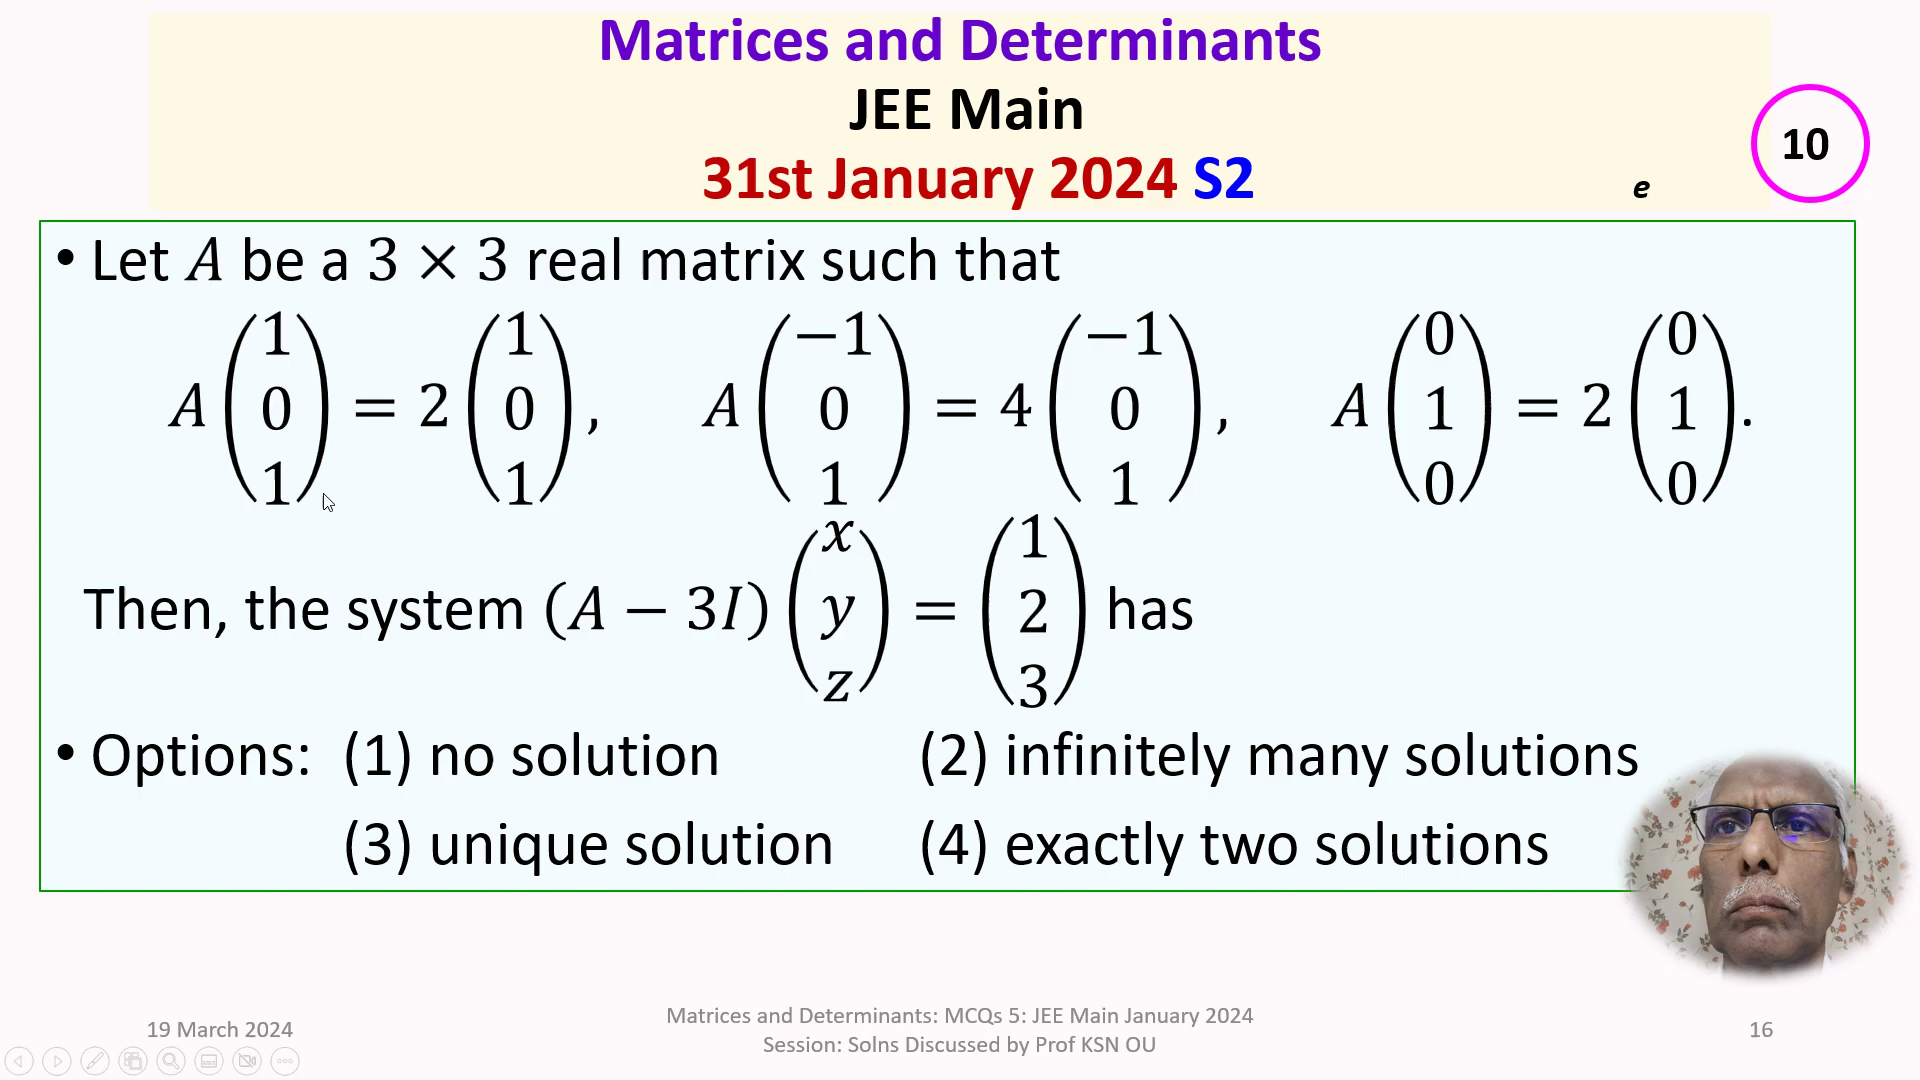 Matrices and Determinants
JEE Main
31st January 2024 S2
10
e
• Let A be a 3 × 3 real matrix such that
A(1 0 1) = 2(1 0 1), A(−1 0 1) = 4(−1 0 1), A(0 1 0) = 2(0 1 0).
Then, the system (A − 3I)(x y z) = (1 2 3) has
• Options: (1) no solution (2) infinitely many solutions
(3) unique solution (4) exactly two solutions
19 March 2024
Matrices and Determinants: MCQs 5: JEE Main January 2024
Session: Solns Discussed by Prof KSN OU
16